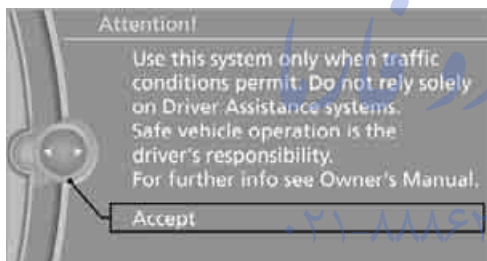 Attention!
Use this system only when traffic
conditions permit. Do not rely solely
on Driver Assistance systems.
Safe vehicle operation is the
driver's responsibility.
For further info see Owner's Manual.
Accept